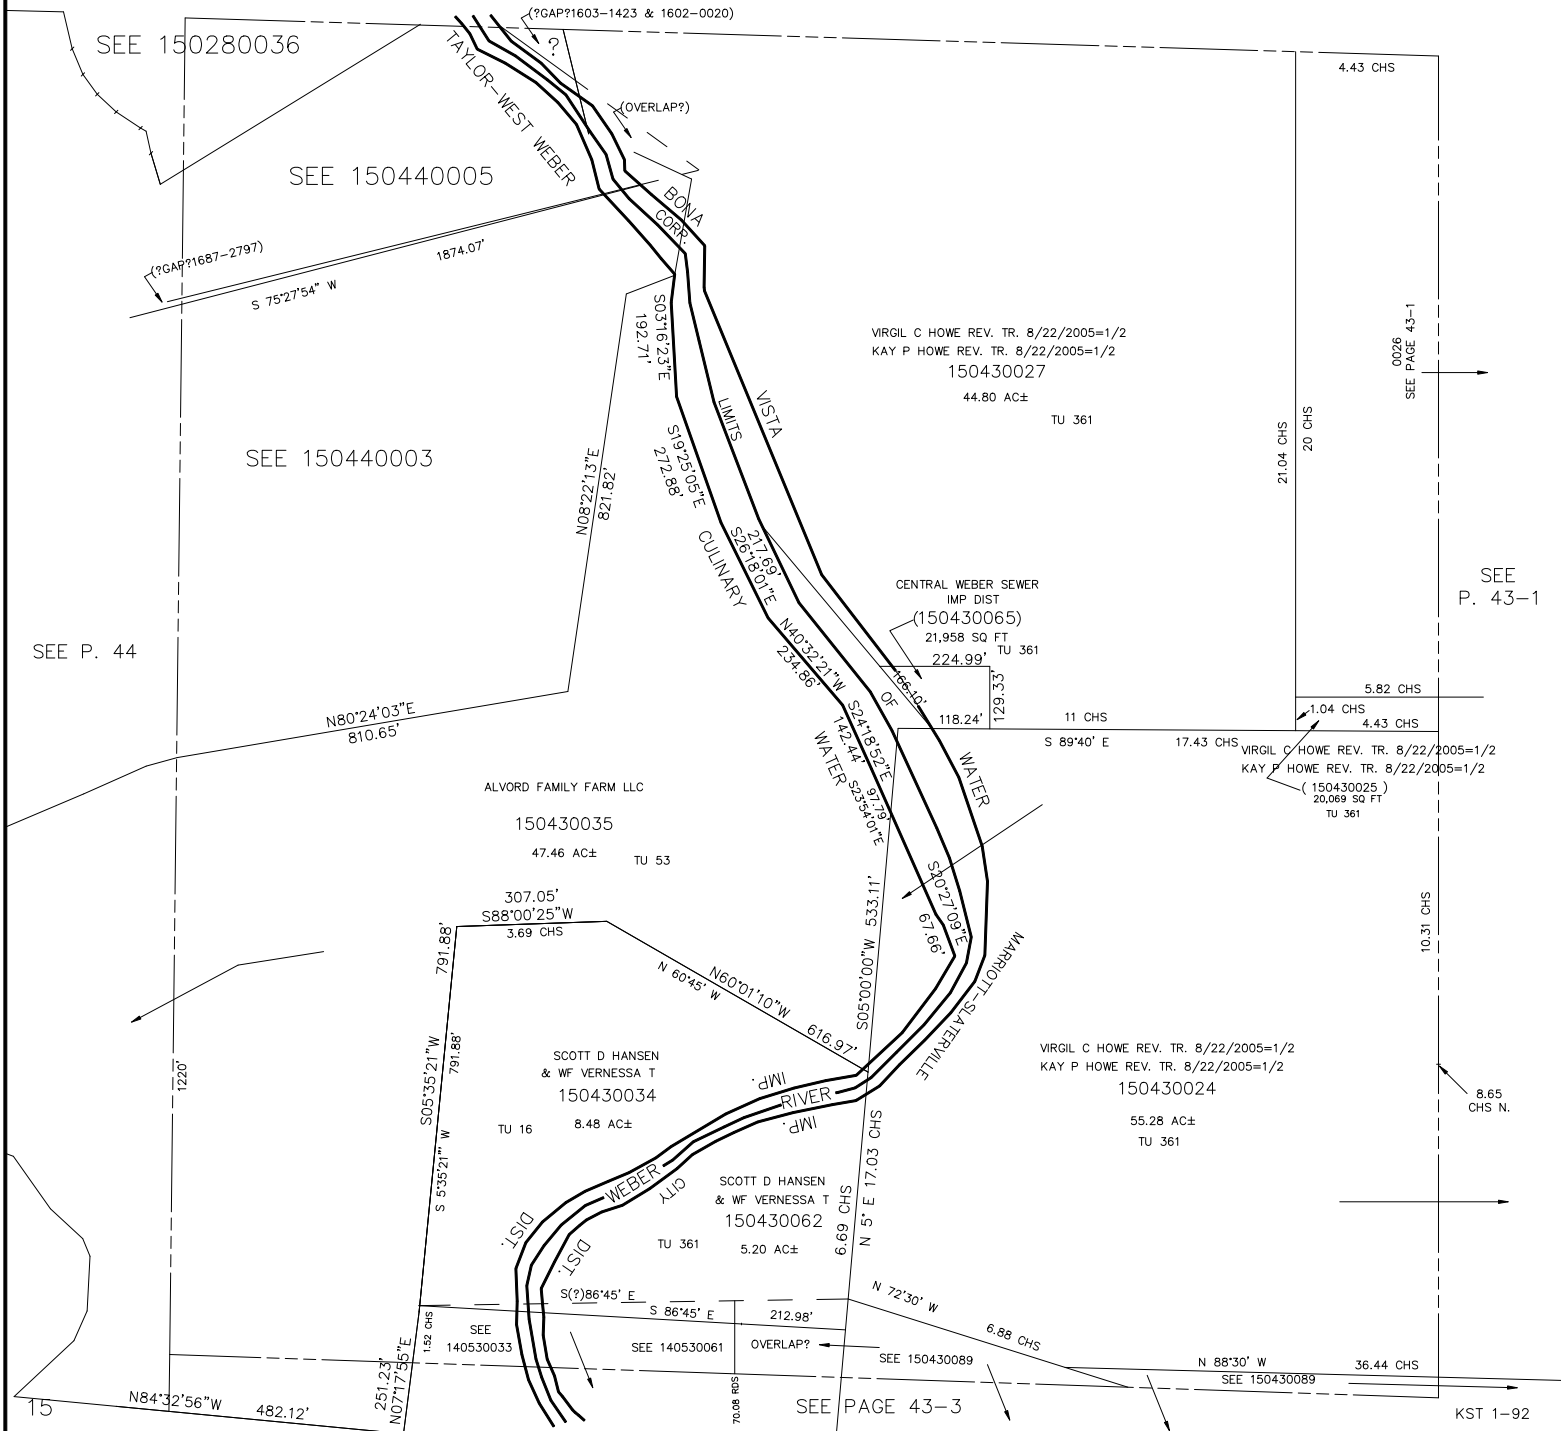 (?GAP?1603-1423 & 1602-0020)
SEE 150280036
?
4.43 CHS
TAYLOR-WEST WEBER
(OVERLAP?)
SEE 150440005
BONA
CORR.
(?GAP?1687-2797)
1874.07'
S 75°27'54" W
S03°16'23"E
192.71'
VIRGIL C HOWE REV. TR. 8/22/2005=1/2
KAY P HOWE REV. TR. 8/22/2005=1/2
150430027
44.80 AC±
TU 361
0026
SEE PAGE 43-1
VISTA
LIMITS
21.04 CHS
20 CHS
SEE 150440003
S19°25'05"E
272.88'
N08°22'13"E
821.82'
217.69'
S26°18'01"E
CULINARY
SEE
P. 43-1
CENTRAL WEBER SEWER
IMP DIST
(150430065)
21,958 SQ FT
TU 361
224.99'
129.33'
166.10'
OF
N40°32'21"W
234.86'
SEE P. 44
5.82 CHS
1.04 CHS
4.43 CHS
118.24'
11 CHS
S 89°40' E
17.43 CHS
N80°24'03"E
810.65'
S24°18'52"E
142.44'
WATER
WATER
97.79'
S23°54'01"E
VIRGIL C HOWE REV. TR. 8/22/2005=1/2
KAY P HOWE REV. TR. 8/22/2005=1/2
( 150430025 )
20,069 SQ FT
TU 361
ALVORD FAMILY FARM LLC
150430035
47.46 AC±
TU 53
S20°27'09"E
67.66'
S05°00'00"W 533.11'
10.31 CHS
307.05'
S88°00'25"W
3.69 CHS
791.88'
N60°01'10"W
N 60°45' W
616.97'
MARRIOTT-SLATERVILLE
S05°35'21"W
791.88'
S 5°35'21"' W
1220'
SCOTT D HANSEN
& WF VERNESSA T
150430034
8.48 AC±
TU 16
IMP.
RIVER
IMP.
VIRGIL C HOWE REV. TR. 8/22/2005=1/2
KAY P HOWE REV. TR. 8/22/2005=1/2
150430024
55.28 AC±
TU 361
8.65
CHS N.
N 5° E 17.03 CHS
6.69 CHS
WEBER
CITY
SCOTT D HANSEN
& WF VERNESSA T
150430062
5.20 AC±
TU 361
DIST.
DIST.
S(?)86°45' E
S 86°45' E
212.98'
N 72°30' W
6.88 CHS
1.52 CHS
SEE
140530033
SEE 140530061
OVERLAP?
SEE 150430089
N 88°30' W
36.44 CHS
SEE 150430089
251.23'
N07°17'55"E
70.08 RDS
N84°32'56"W
482.12'
15
SEE PAGE 43-3
KST 1-92